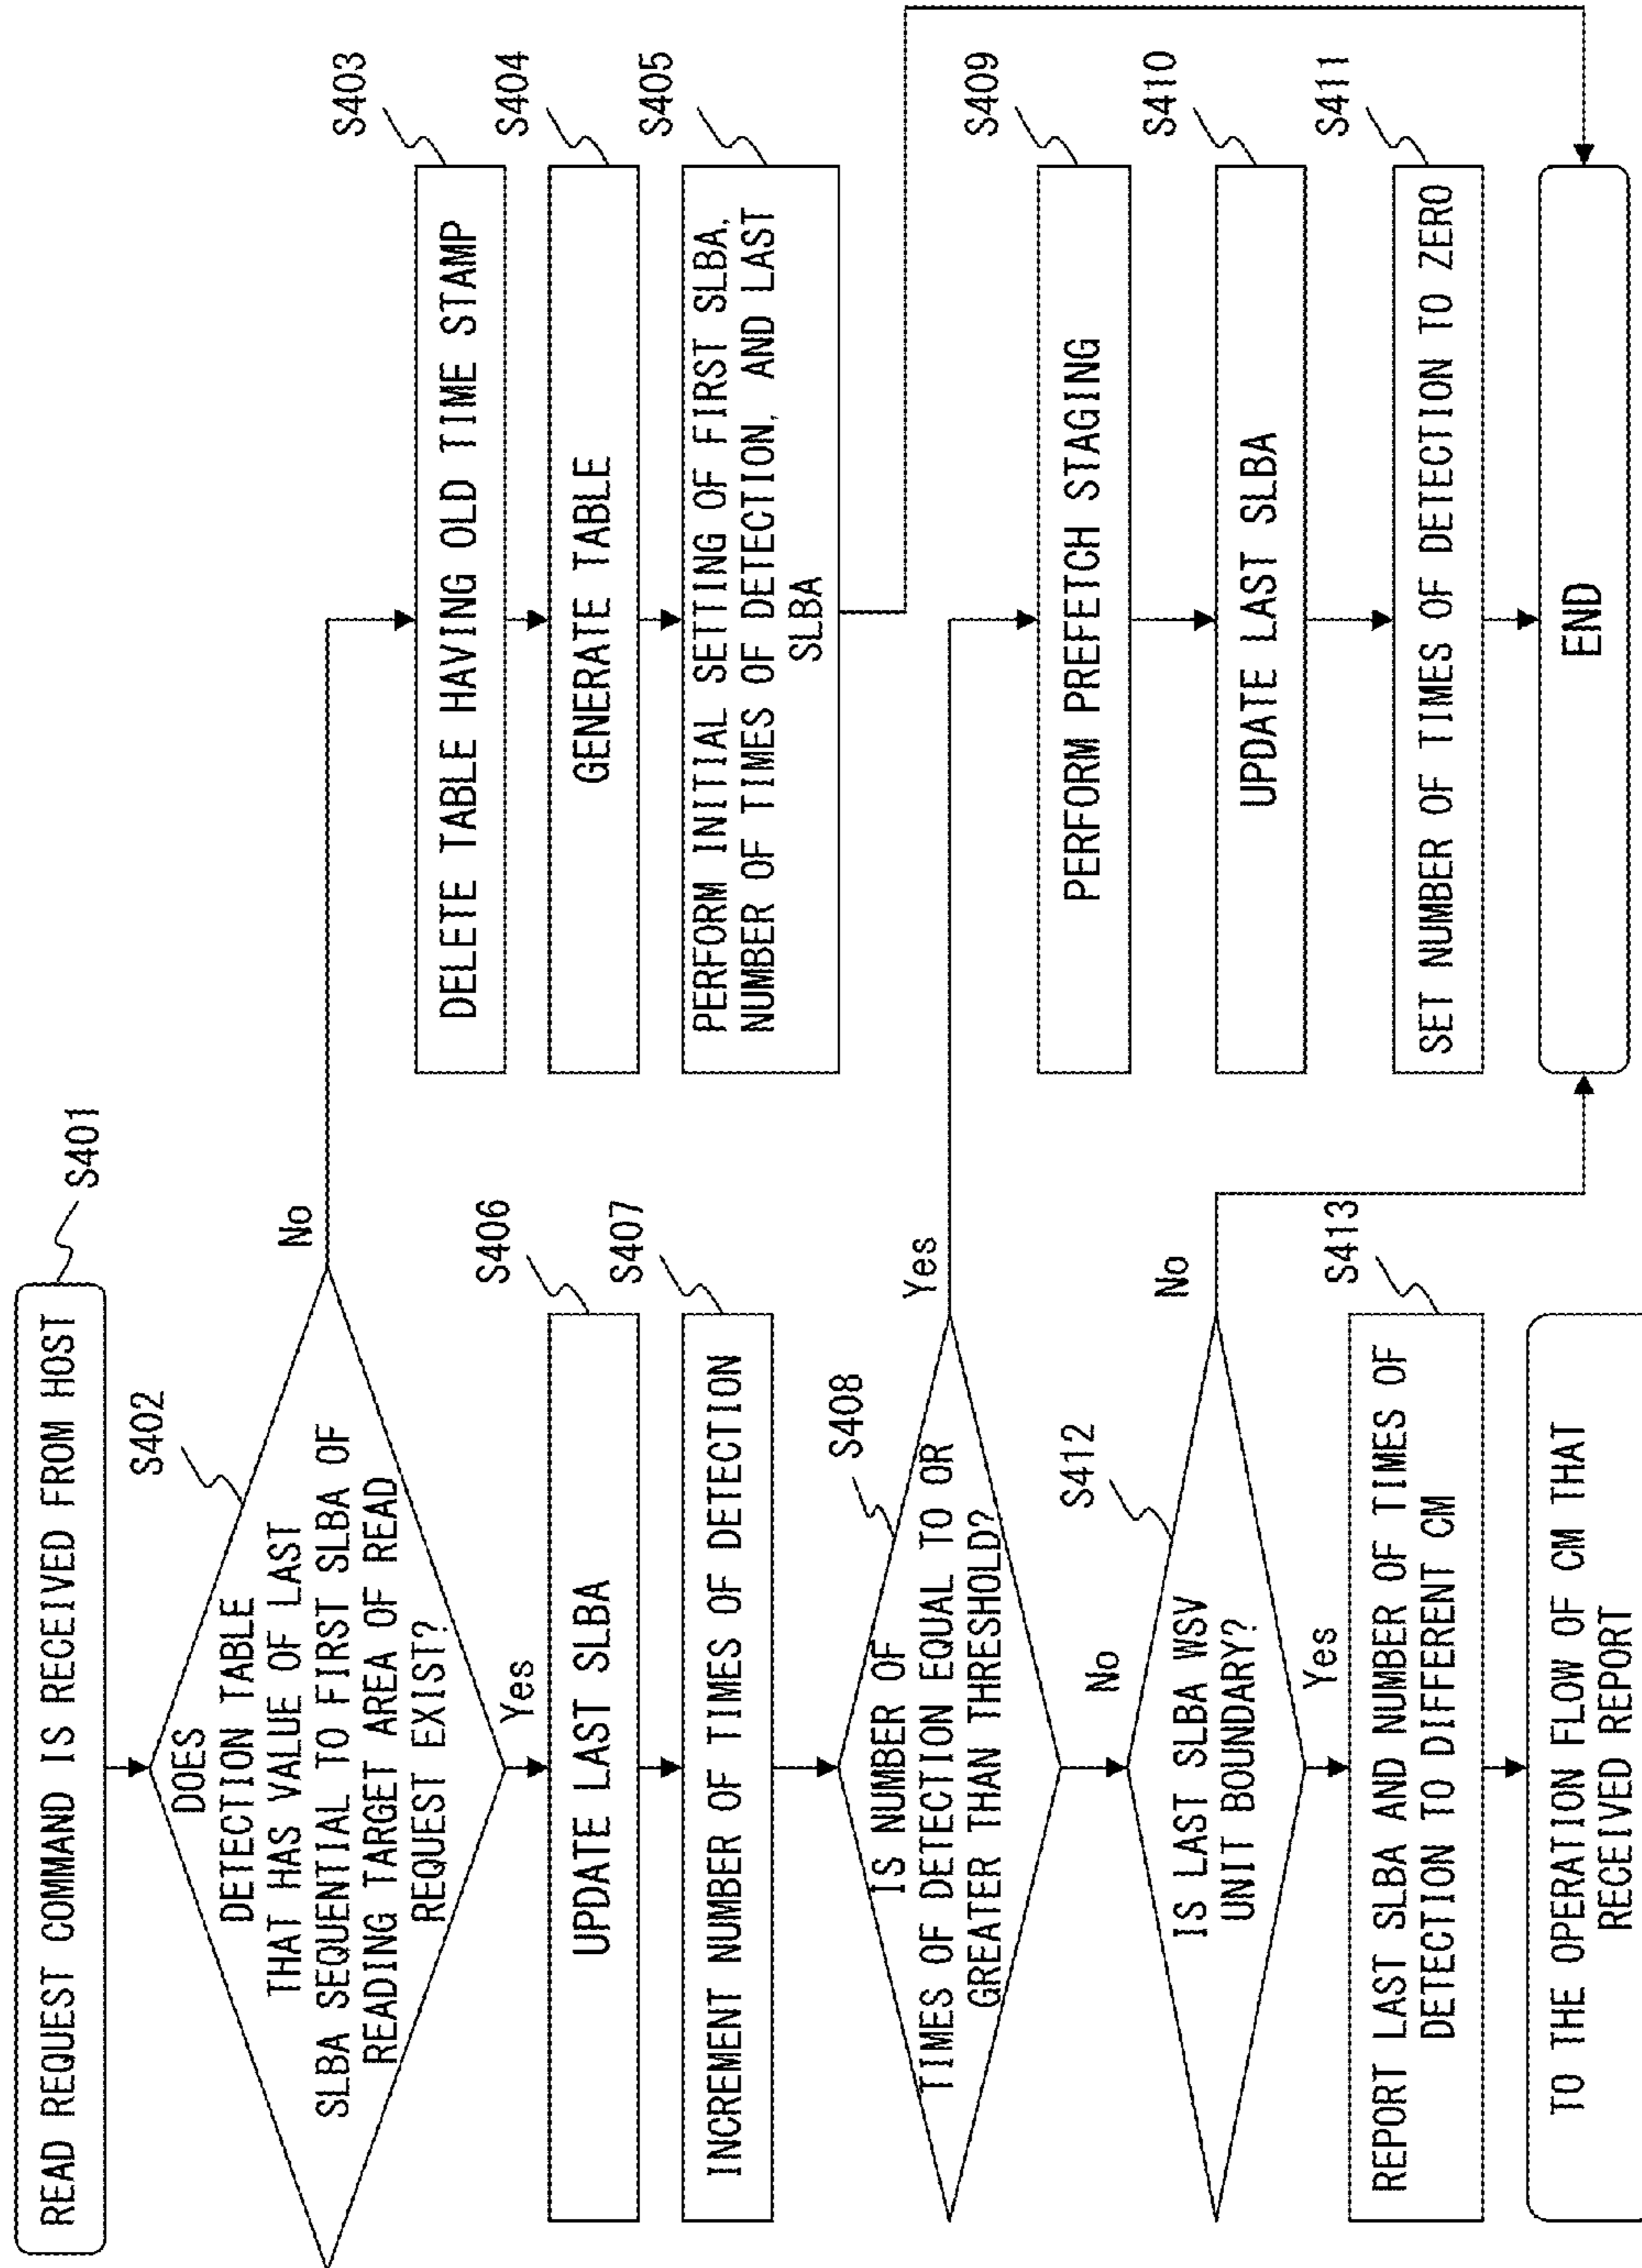 READ REQUEST COMMAND IS RECEIVED FROM HOST
S401
S402
DOES
DETECTION TABLE
THAT HAS VALUE OF LAST
SLBA SEQUENTIAL TO FIRST SLBA OF
READING TARGET AREA OF READ
REQUEST EXIST?
No
Yes
S403
DELETE TABLE HAVING OLD TIME STAMP
S404
GENERATE TABLE
S405
PERFORM INITIAL SETTING OF FIRST SLBA,
NUMBER OF TIMES OF DETECTION, AND LAST
SLBA
S406
UPDATE LAST SLBA
S407
INCREMENT NUMBER OF TIMES OF DETECTION
S408
IS NUMBER OF
TIMES OF DETECTION EQUAL TO OR
GREATER THAN THRESHOLD?
Yes
No
S409
PERFORM PREFETCH STAGING
S410
UPDATE LAST SLBA
S411
SET NUMBER OF TIMES OF DETECTION TO ZERO
S412
IS LAST SLBA WSV
UNIT BOUNDARY?
No
Yes
S413
REPORT LAST SLBA AND NUMBER OF TIMES OF
DETECTION TO DIFFERENT CM
TO THE OPERATION FLOW OF CM THAT
RECEIVED REPORT
END